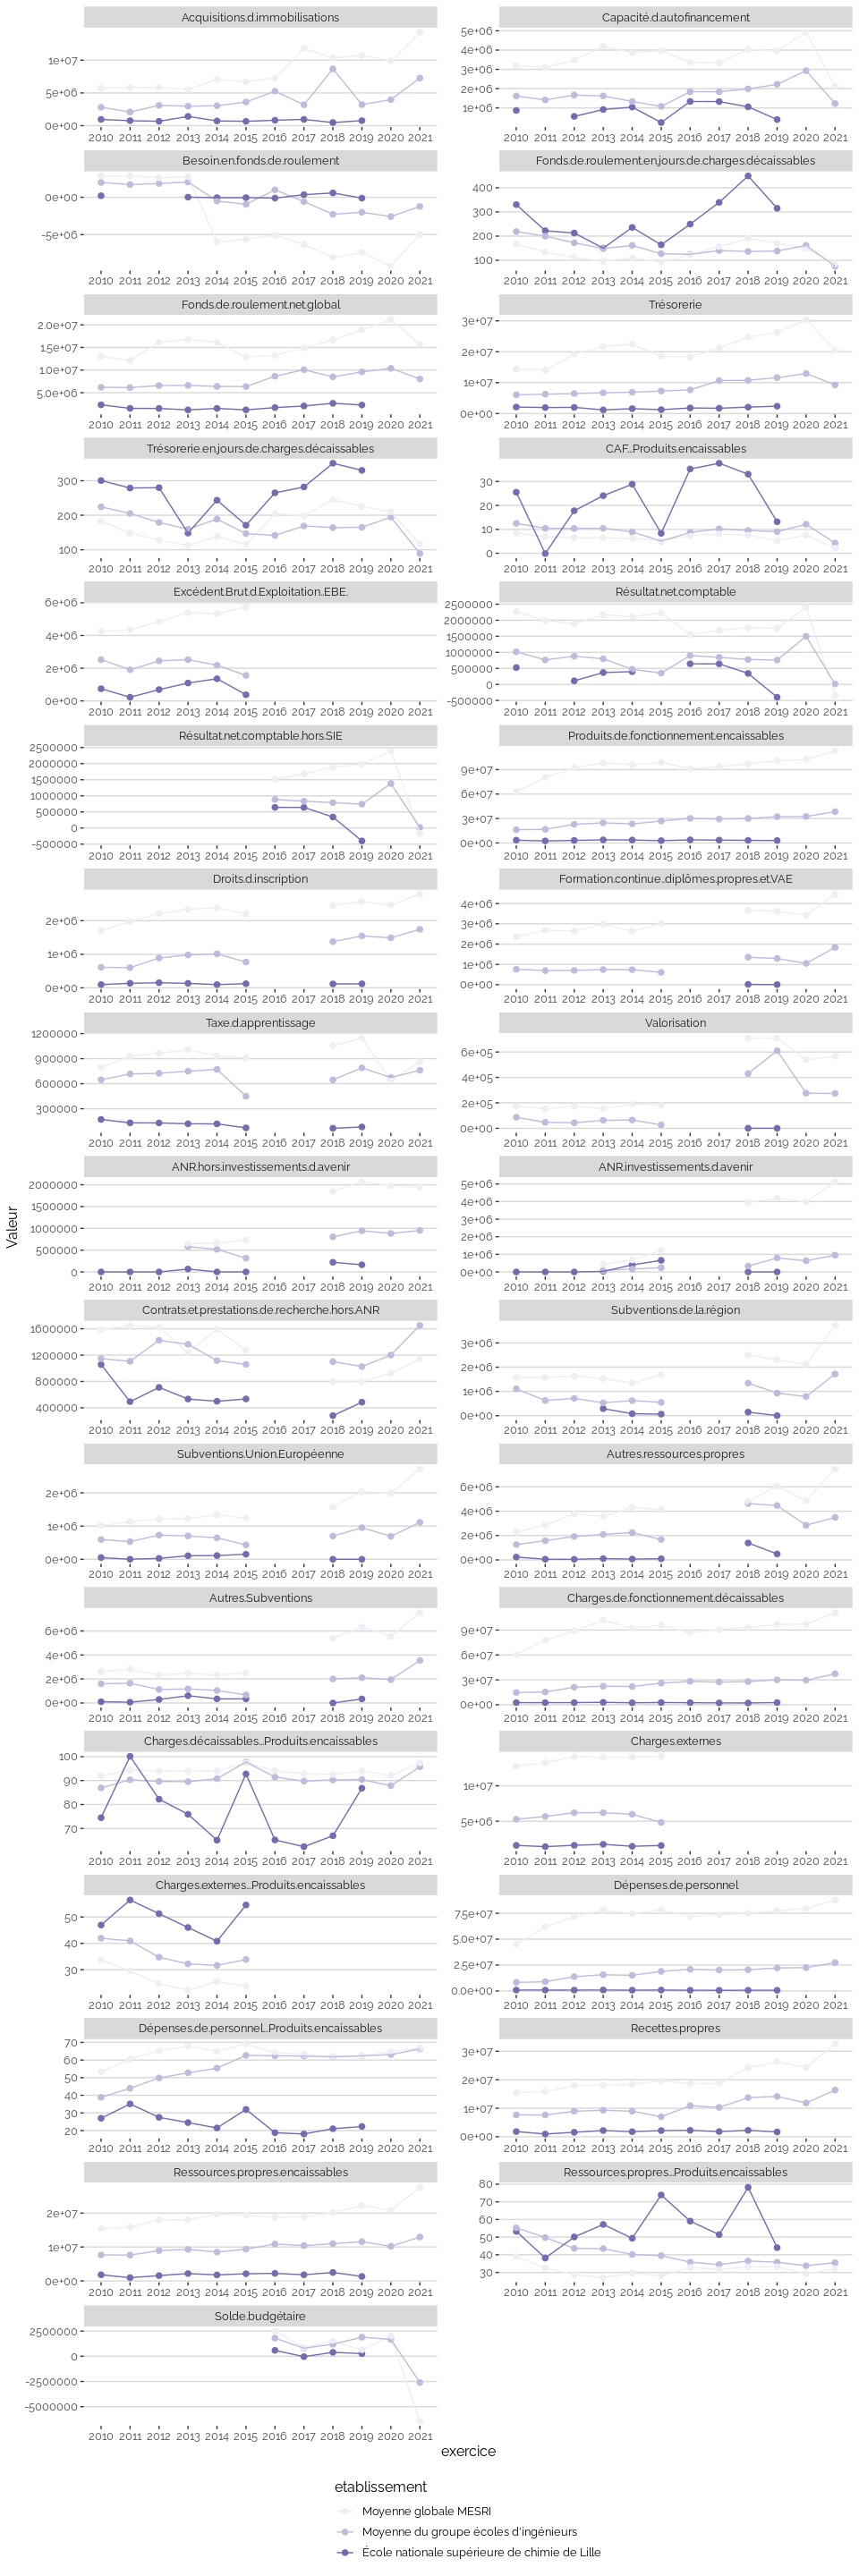 Acquisitions.d.immobilisations
Capacité.d.autofinancement
1e+07
5e+06
0e+00
2010 2011 2012 2013 2014 2015 2016 2017 2018 2019 2020 2021
5e+06
4e+06
3e+06
2e+06
1e+06
2010 2011 2012 2013 2014 2015 2016 2017 2018 2019 2020 2021
Besoin.en.fonds.de.roulement
Fonds.de.roulement.en.jours.de.charges.décaissables
0e+00
-5e+06
2010 2011 2012 2013 2014 2015 2016 2017 2018 2019 2020 2021
400
300
200
100
2010 2011 2012 2013 2014 2015 2016 2017 2018 2019 2020 2021
Fonds.de.roulement.net.global
Trésorerie
2.0e+07
1.5e+07
1.0e+07
5.0e+06
2010 2011 2012 2013 2014 2015 2016 2017 2018 2019 2020 2021
3e+07
2e+07
1e+07
0e+00
2010 2011 2012 2013 2014 2015 2016 2017 2018 2019 2020 2021
Trésorerie.en.jours.de.charges.décaissables
CAF...Produits.encaissables
300
200
100
2010 2011 2012 2013 2014 2015 2016 2017 2018 2019 2020 2021
30
20
10
0
2010 2011 2012 2013 2014 2015 2016 2017 2018 2019 2020 2021
Excédent.Brut.d.Exploitation..EBE.
Résultat.net.comptable
6e+06
4e+06
2e+06
0e+00
2010 2011 2012 2013 2014 2015 2016 2017 2018 2019 2020 2021
2500000
2000000
1500000
1000000
500000
0
-500000
2010 2011 2012 2013 2014 2015 2016 2017 2018 2019 2020 2021
Résultat.net.comptable.hors.SIE
Produits.de.fonctionnement.encaissables
2500000
2000000
1500000
1000000
500000
0
-500000
2010 2011 2012 2013 2014 2015 2016 2017 2018 2019 2020 2021
9e+07
6e+07
3e+07
0e+00
2010 2011 2012 2013 2014 2015 2016 2017 2018 2019 2020 2021
Droits.d.inscription
Formation.continue..diplômes.propres.et.VAE
2e+06
1e+06
0e+00
2010 2011 2012 2013 2014 2015 2016 2017 2018 2019 2020 2021
4e+06
3e+06
2e+06
1e+06
0e+00
2010 2011 2012 2013 2014 2015 2016 2017 2018 2019 2020 2021
Taxe.d.apprentissage
Valorisation
1200000
900000
600000
300000
2010 2011 2012 2013 2014 2015 2016 2017 2018 2019 2020 2021
6e+05
4e+05
2e+05
0e+00
2010 2011 2012 2013 2014 2015 2016 2017 2018 2019 2020 2021
ANR.hors.investissements.d.avenir
ANR.investissements.d.avenir
2000000
1500000
1000000
500000
0
2010 2011 2012 2013 2014 2015 2016 2017 2018 2019 2020 2021
5e+06
4e+06
3e+06
2e+06
1e+06
0e+00
2010 2011 2012 2013 2014 2015 2016 2017 2018 2019 2020 2021
Valeur
Contrats.et.prestations.de.recherche.hors.ANR
Subventions.de.la.région
1600000
1200000
800000
400000
2010 2011 2012 2013 2014 2015 2016 2017 2018 2019 2020 2021
3e+06
2e+06
1e+06
0e+00
2010 2011 2012 2013 2014 2015 2016 2017 2018 2019 2020 2021
Subventions.Union.Européenne
Autres.ressources.propres
2e+06
1e+06
0e+00
2010 2011 2012 2013 2014 2015 2016 2017 2018 2019 2020 2021
6e+06
4e+06
2e+06
0e+00
2010 2011 2012 2013 2014 2015 2016 2017 2018 2019 2020 2021
Autres.Subventions
Charges.de.fonctionnement.décaissables
6e+06
4e+06
2e+06
0e+00
2010 2011 2012 2013 2014 2015 2016 2017 2018 2019 2020 2021
9e+07
6e+07
3e+07
0e+00
2010 2011 2012 2013 2014 2015 2016 2017 2018 2019 2020 2021
Charges.décaissables...Produits.encaissables
Charges.externes
100
90
80
70
2010 2011 2012 2013 2014 2015 2016 2017 2018 2019 2020 2021
1e+07
5e+06
2010 2011 2012 2013 2014 2015 2016 2017 2018 2019 2020 2021
Charges.externes...Produits.encaissables
Dépenses.de.personnel
50
40
30
2010 2011 2012 2013 2014 2015 2016 2017 2018 2019 2020 2021
7.5e+07
5.0e+07
2.5e+07
0.0e+00
2010 2011 2012 2013 2014 2015 2016 2017 2018 2019 2020 2021
Dépenses.de.personnel...Produits.encaissables
Recettes.propres
70
60
50
40
30
20
2010 2011 2012 2013 2014 2015 2016 2017 2018 2019 2020 2021
3e+07
2e+07
1e+07
0e+00
2010 2011 2012 2013 2014 2015 2016 2017 2018 2019 2020 2021
Ressources.propres.encaissables
Ressources.propres...Produits.encaissables
2e+07
1e+07
0e+00
2010 2011 2012 2013 2014 2015 2016 2017 2018 2019 2020 2021
80
70
60
50
40
30
2010 2011 2012 2013 2014 2015 2016 2017 2018 2019 2020 2021
Solde.budgétaire
2500000
0
-2500000
-5000000
2010 2011 2012 2013 2014 2015 2016 2017 2018 2019 2020 2021
exercice
etablissement
Moyenne globale MESRI
Moyenne du groupe écoles d'ingénieurs
École nationale supérieure de chimie de Lille